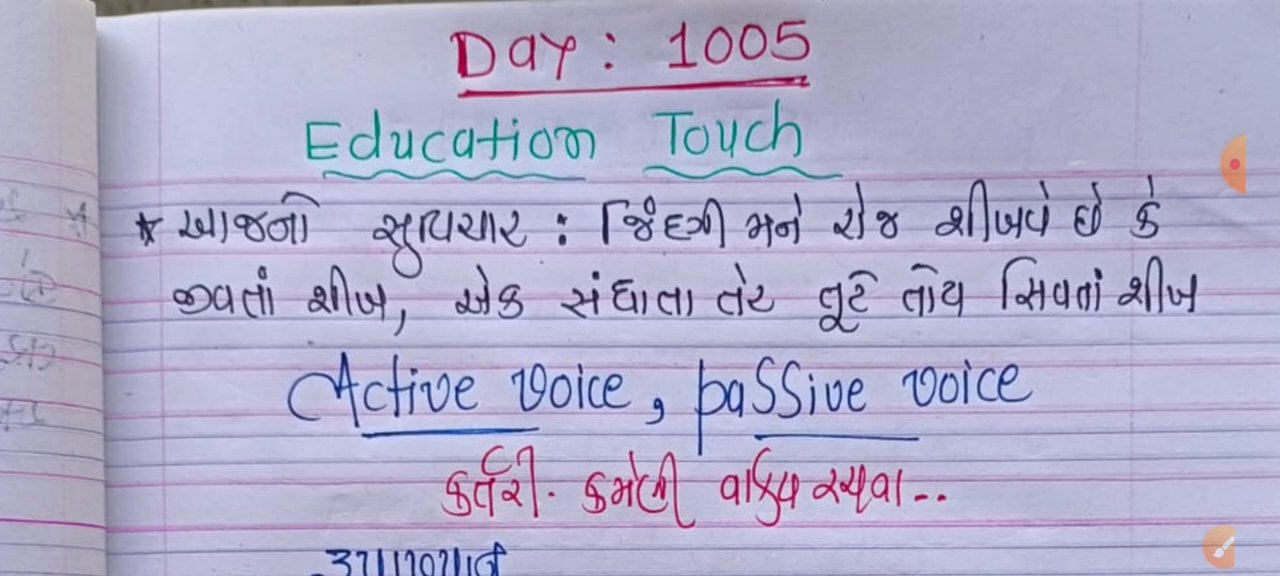 Day : 1005
Education Touch
* આજનો સુવિચાર : જિંદગી મને રોજ શીખવે છે કે
જીવતાં શીખ, એક સંધાતા તેર તૂટે તોય સિવતાં શીખ
Active voice, passive voice
કર્તરી. કર્મણી વાક્ય રચના..